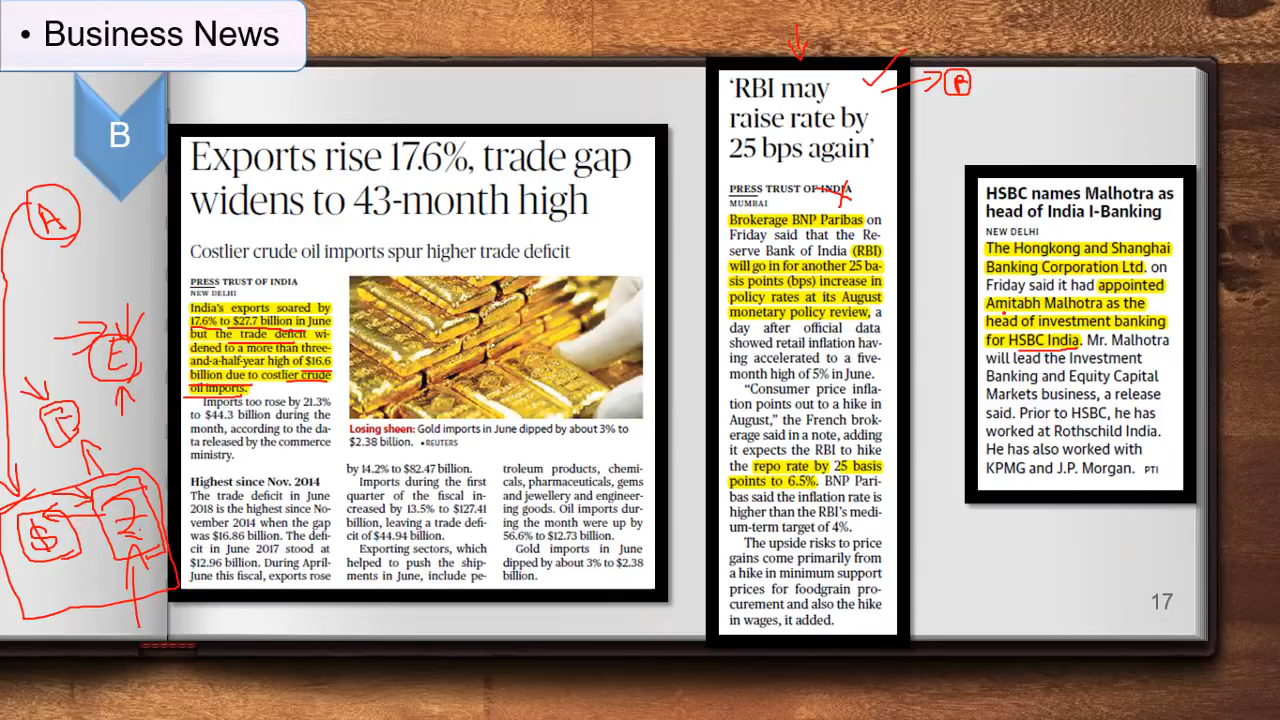 • Business News
B
Exports rise 17.6%, trade gap
widens to 43-month high
Costlier crude oil imports spur higher trade deficit
PRESS TRUST OF INDIA
NEW DELHI
India's exports soared by
17.6% to $27.7 billion in June
but the trade deficit wi-
dened to a more than three-
and-a-half-year high of $16.6
billion due to costlier crude
oil imports.
Imports too rose by 21.3%
to $44.3 billion during the
month, according to the da-
ta released by the commerce
ministry.
Highest since Nov. 2014
The trade deficit in June
2018 is the highest since No-
vember 2014 when the gap
was $16.86 billion. The defi-
cit in June 2017 stood at
$12.96 billion. During April-
June this fiscal, exports rose
Losing sheen: Gold imports in June dipped by about 3% to
$2.38 billion. •REUTERS
by 14.2% to $82.47 billion.
Imports during the first
quarter of the fiscal in-
creased by 13.5% to $127.41
billion, leaving a trade defi-
cit of $44.94 billion.
Exporting sectors, which
helped to push the ship-
ments in June, include pe-
troleum products, chemi-
cals, pharmaceuticals, gems
and jewellery and engineer-
ing goods. Oil imports dur-
ing the month were up by
56.6% to $12.73 billion.
Gold imports in June
dipped by about 3% to $2.38
billion.
'RBI may
raise rate by
25 bps again'
PRESS TRUST OF INDIA
MUMBAI
Brokerage BNP Paribas on
Friday said that the Re-
serve Bank of India (RBI)
will go in for another 25 ba-
sis points (bps) increase in
policy rates at its August
monetary policy review, a
day after official data
showed retail inflation hav-
ing accelerated to a five-
month high of 5% in June.
"Consumer price infla-
tion points out to a hike in
August," the French brok-
erage said in a note, adding
it expects the RBI to hike
the repo rate by 25 basis
points to 6.5%. BNP Pari-
bas said the inflation rate is
higher than the RBI's medi-
um-term target of 4%.
The upside risks to price
gains come primarily from
a hike in minimum support
prices for foodgrain pro-
curement and also the hike
in wages, it added.
HSBC names Malhotra as
head of India I-Banking
NEW DELHI
The Hongkong and Shanghai
Banking Corporation Ltd. on
Friday said it had appointed
Amitabh Malhotra as the
head of investment banking
for HSBC India. Mr. Malhotra
will lead the Investment
Banking and Equity Capital
Markets business, a release
said. Prior to HSBC, he has
worked at Rothschild India.
He has also worked with
KPMG and J.P. Morgan. PTI
17
A
E
$